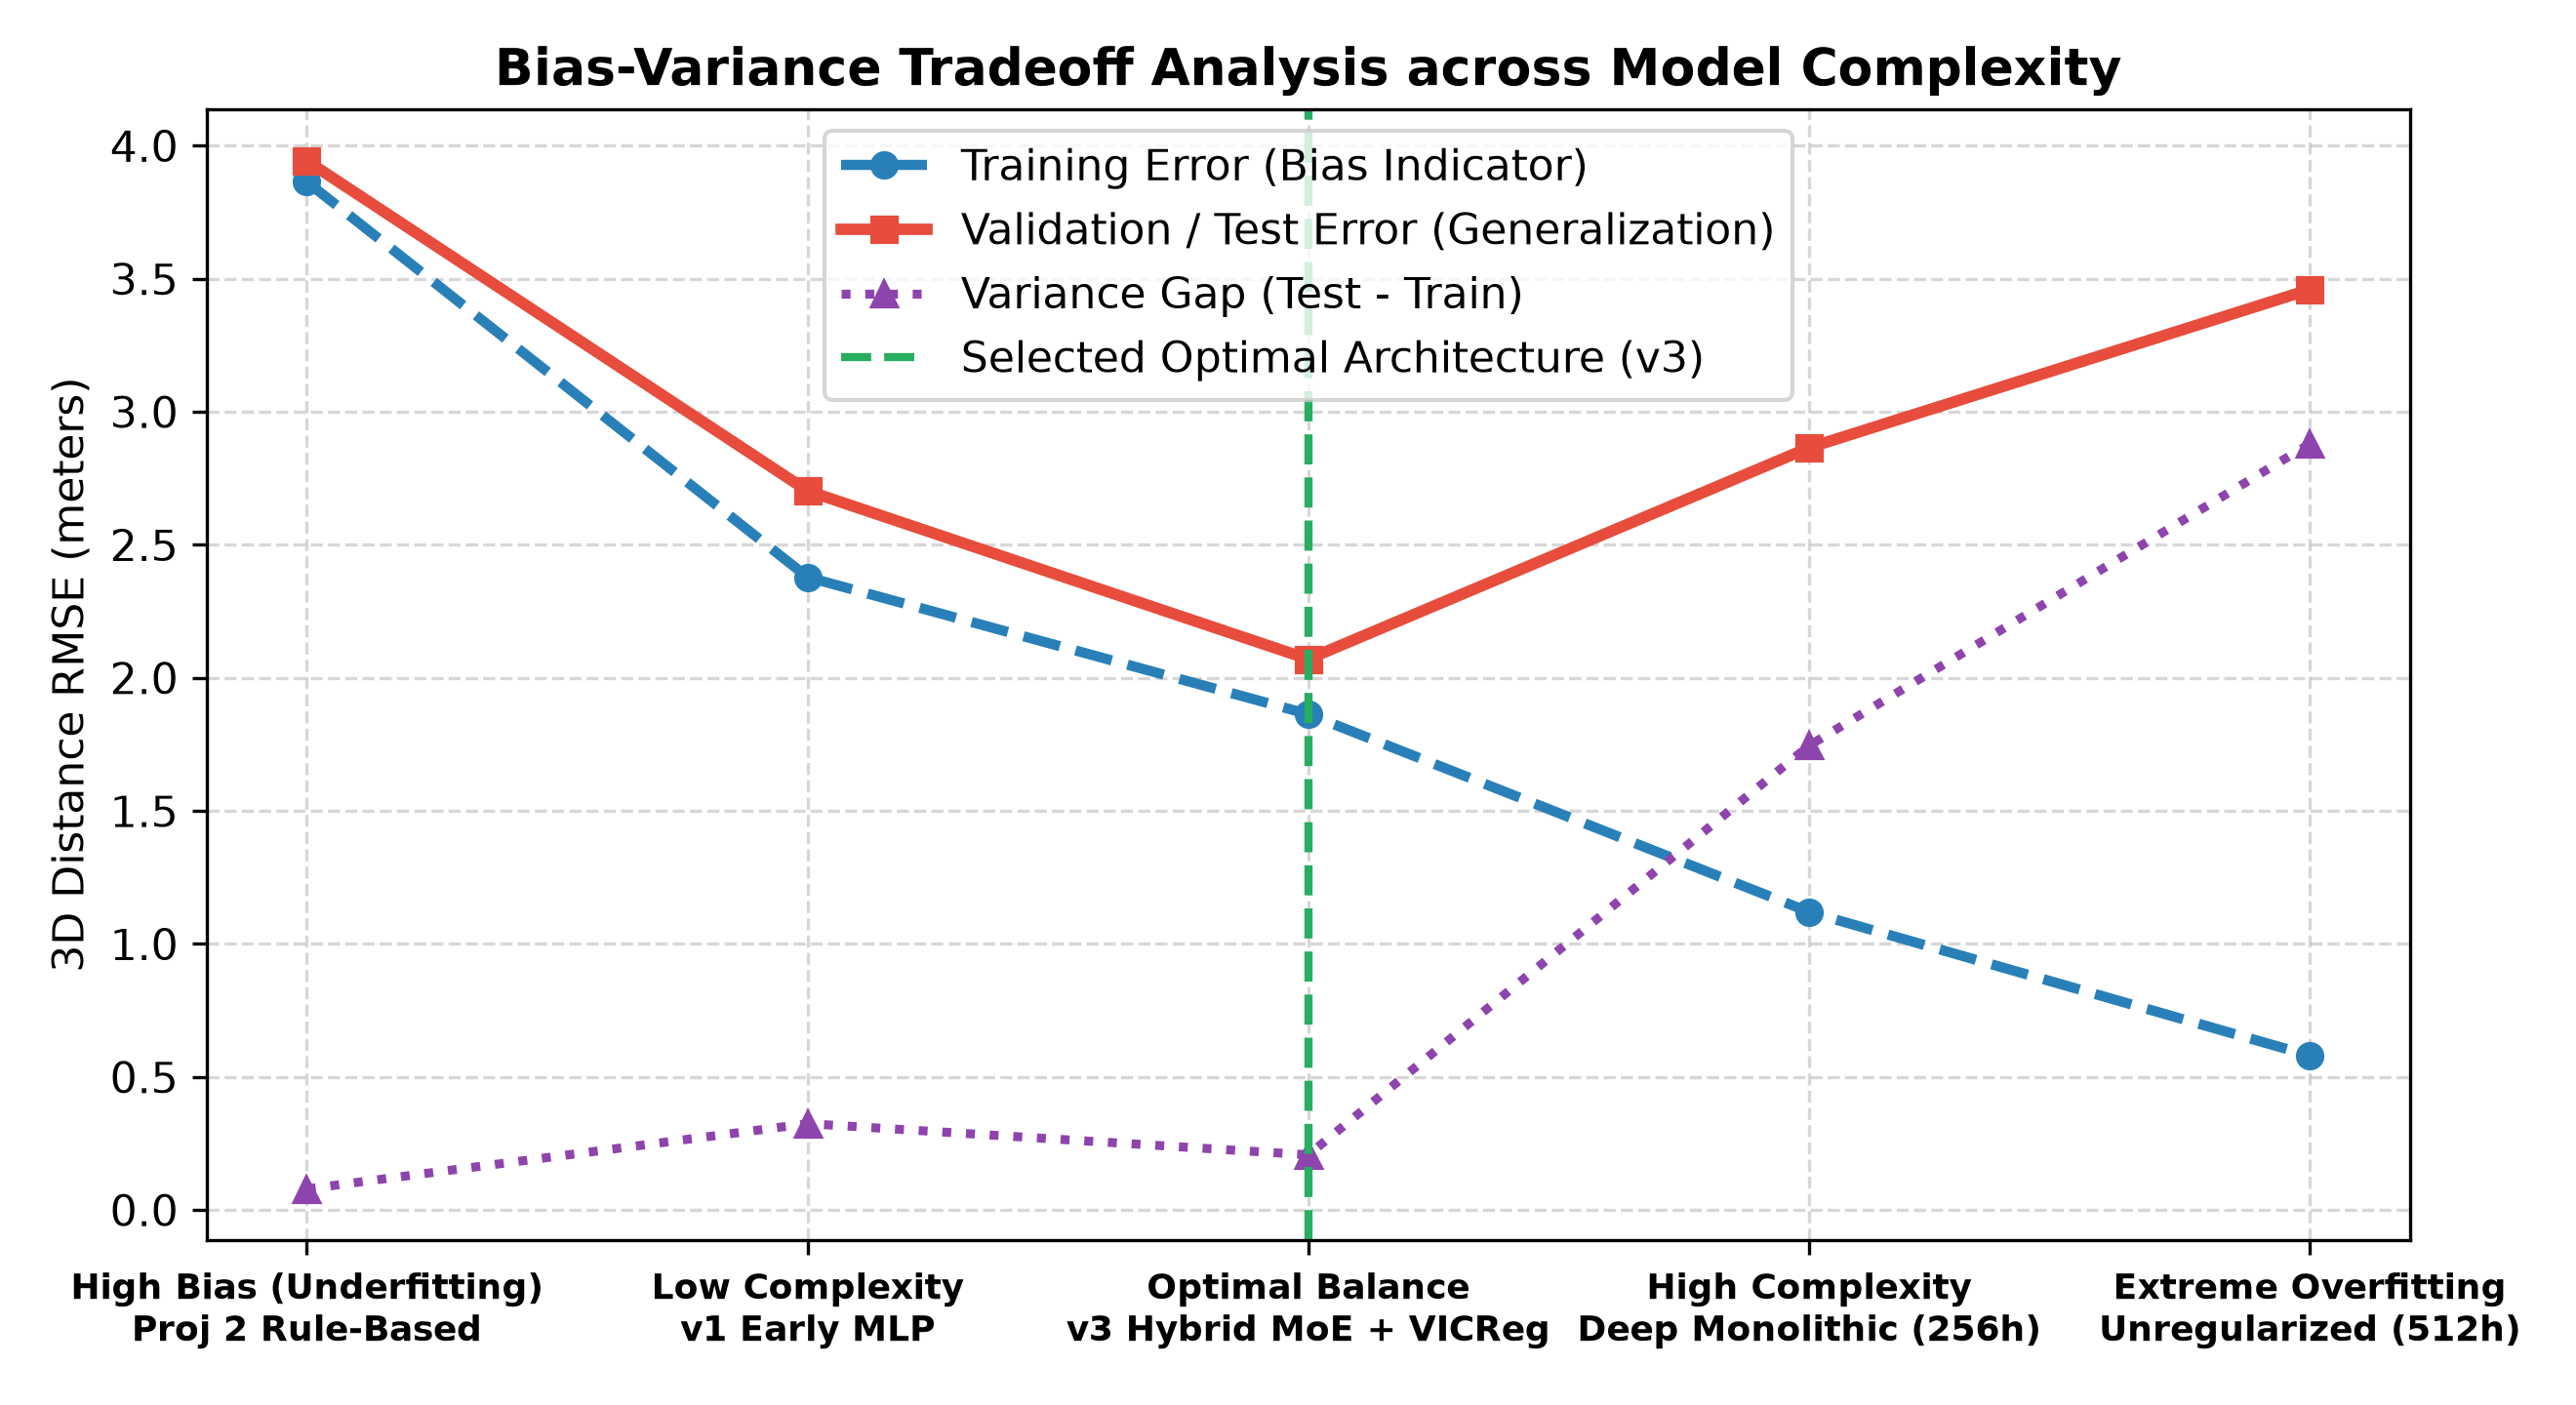 Bias-Variance Tradeoff Analysis across Model Complexity
Training Error (Bias Indicator)
Validation / Test Error (Generalization)
Variance Gap (Test - Train)
Selected Optimal Architecture (v3)
3D Distance RMSE (meters)
4.0
3.5
3.0
2.5
2.0
1.5
1.0
0.5
0.0
High Bias (Underfitting)
Proj 2 Rule-Based
Low Complexity
v1 Early MLP
Optimal Balance
v3 Hybrid MoE + VICReg
High Complexity
Deep Monolithic (256h)
Extreme Overfitting
Unregularized (512h)